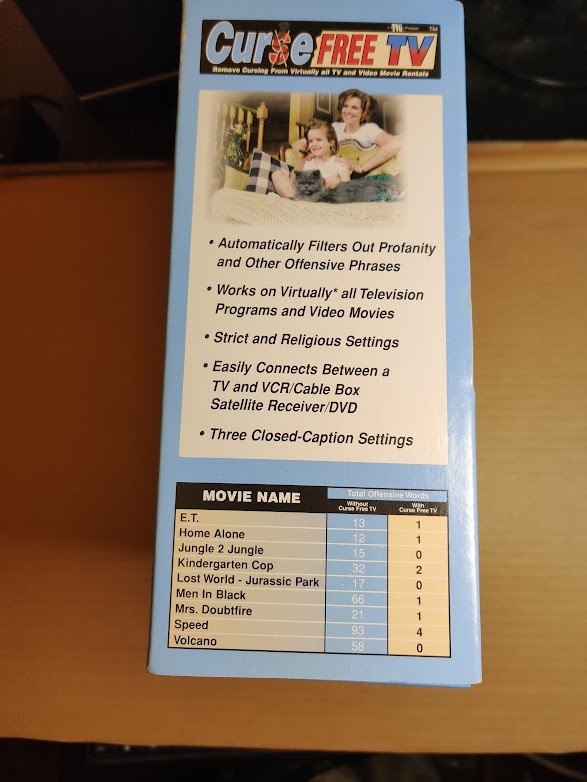 Curse FREE TV TM
Remove Cursing From Virtually all TV and Video Movie Rentals
• Automatically Filters Out Profanity
and Other Offensive Phrases
• Works on Virtually* all Television
Programs and Video Movies
• Strict and Religious Settings
• Easily Connects Between a
TV and VCR/Cable Box
Satellite Receiver/DVD
• Three Closed-Caption Settings
MOVIE NAME Total Offensive Words
Without Curse Free TV With Curse Free TV
E.T. 13 1
Home Alone 12 1
Jungle 2 Jungle 15 0
Kindergarten Cop 32 2
Lost World - Jurassic Park 17 0
Men In Black 66 1
Mrs. Doubtfire 21 1
Speed 93 4
Volcano 58 0